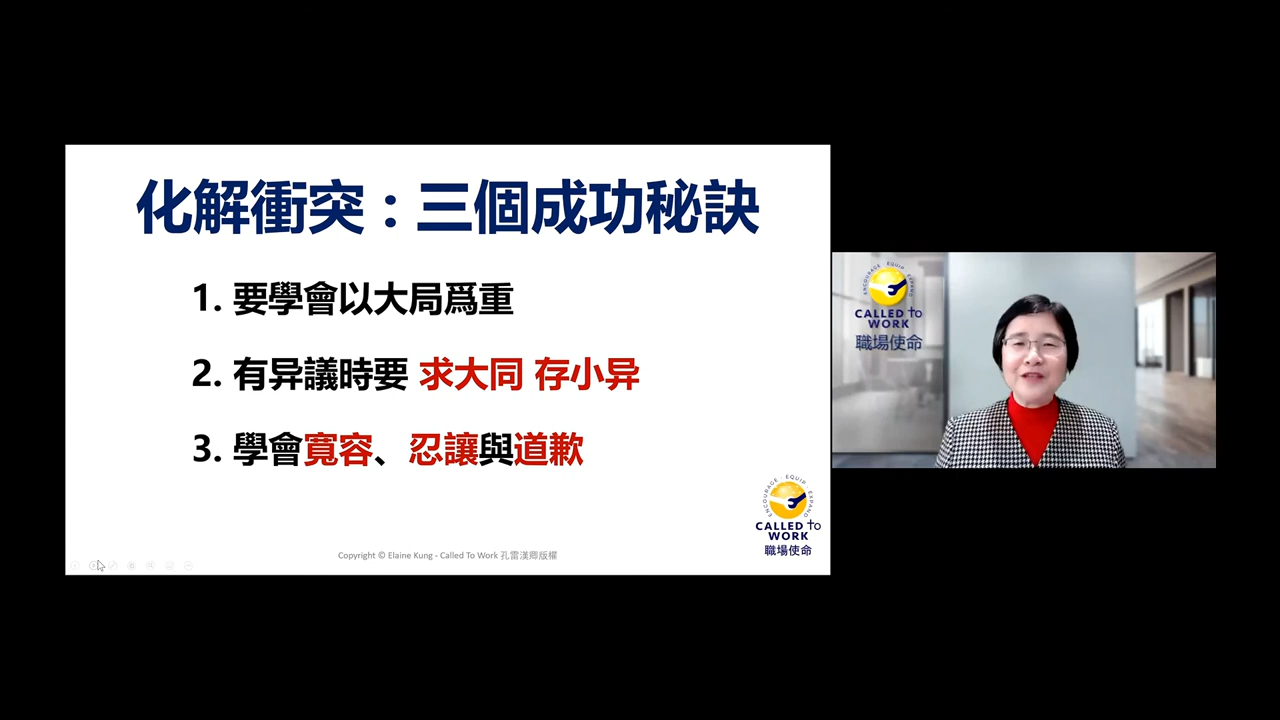 化解衝突 : 三個成功秘訣
1. 要學會以大局爲重
2. 有异議時要 求大同 存小异
3. 學會寬容、忍讓與道歉
ENCOURAGE · EQUIP · EXPAND
CALLED to
WORK
職場使命
Copyright © Elaine Kung - Called To Work 孔雷漢卿版權
ENCOURAGE EQUIP EXPAND
CALLED to
WORK
職場使命